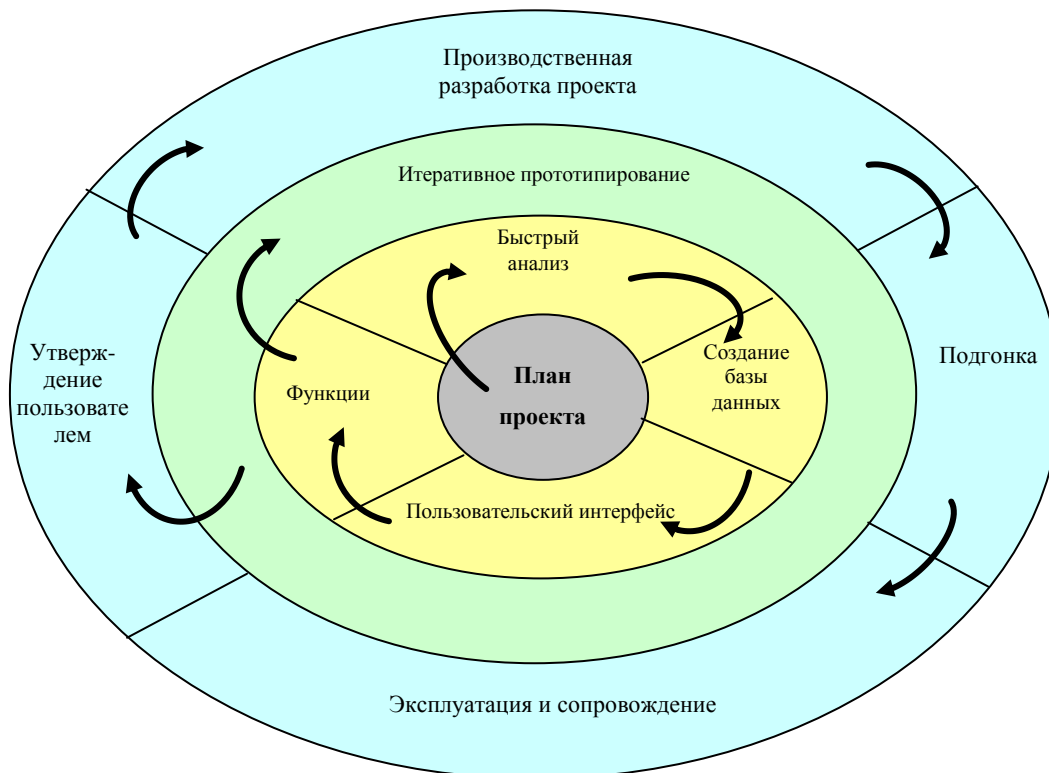 Производственная
разработка проекта
Итеративное прототипирование
Быстрый
анализ
Создание
базы
данных
Подгонка
Утверж-
дение
пользовате
лем
Функции
План
проекта
Пользовательский интерфейс
Эксплуатация и сопровождение